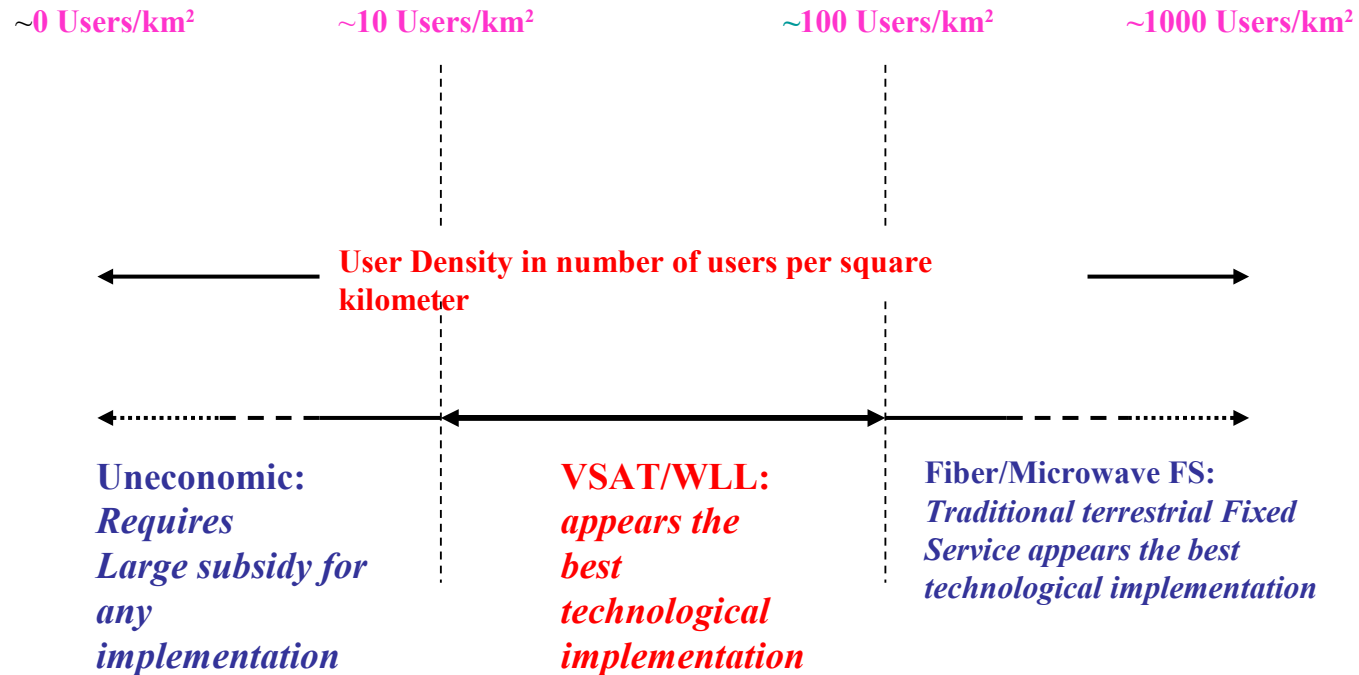 ~0 Users/km² ~10 Users/km² ~100 Users/km² ~1000 Users/km²
User Density in number of users per square
kilometer
Uneconomic:
Requires
Large subsidy for
any
implementation
VSAT/WLL:
appears the
best
technological
implementation
Fiber/Microwave FS:
Traditional terrestrial Fixed
Service appears the best
technological implementation